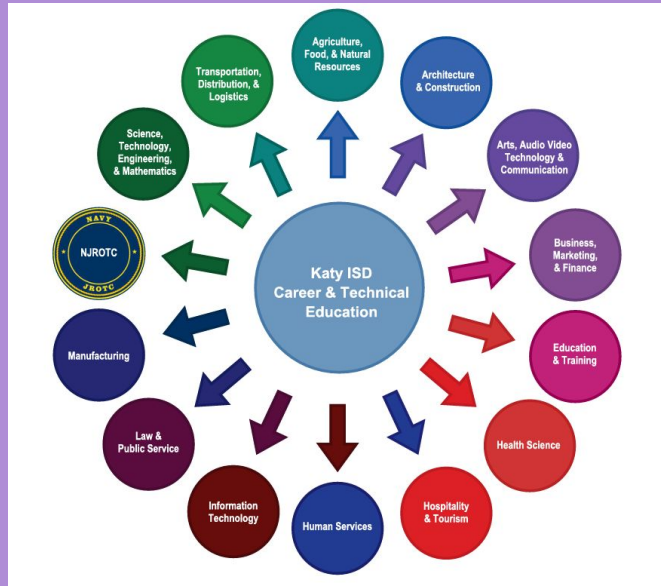 Katy ISD
Career & Technical
Education
Agriculture,
Food, & Natural
Resources
Architecture
& Construction
Arts, Audio Video
Technology &
Communication
Business,
Marketing,
& Finance
Education
& Training
Health Science
Hospitality
& Tourism
Human Services
Information
Technology
Law &
Public Service
Manufacturing
NAVY
NJROTC
JROTC
Science,
Technology,
Engineering,
& Mathematics
Transportation,
Distribution, &
Logistics